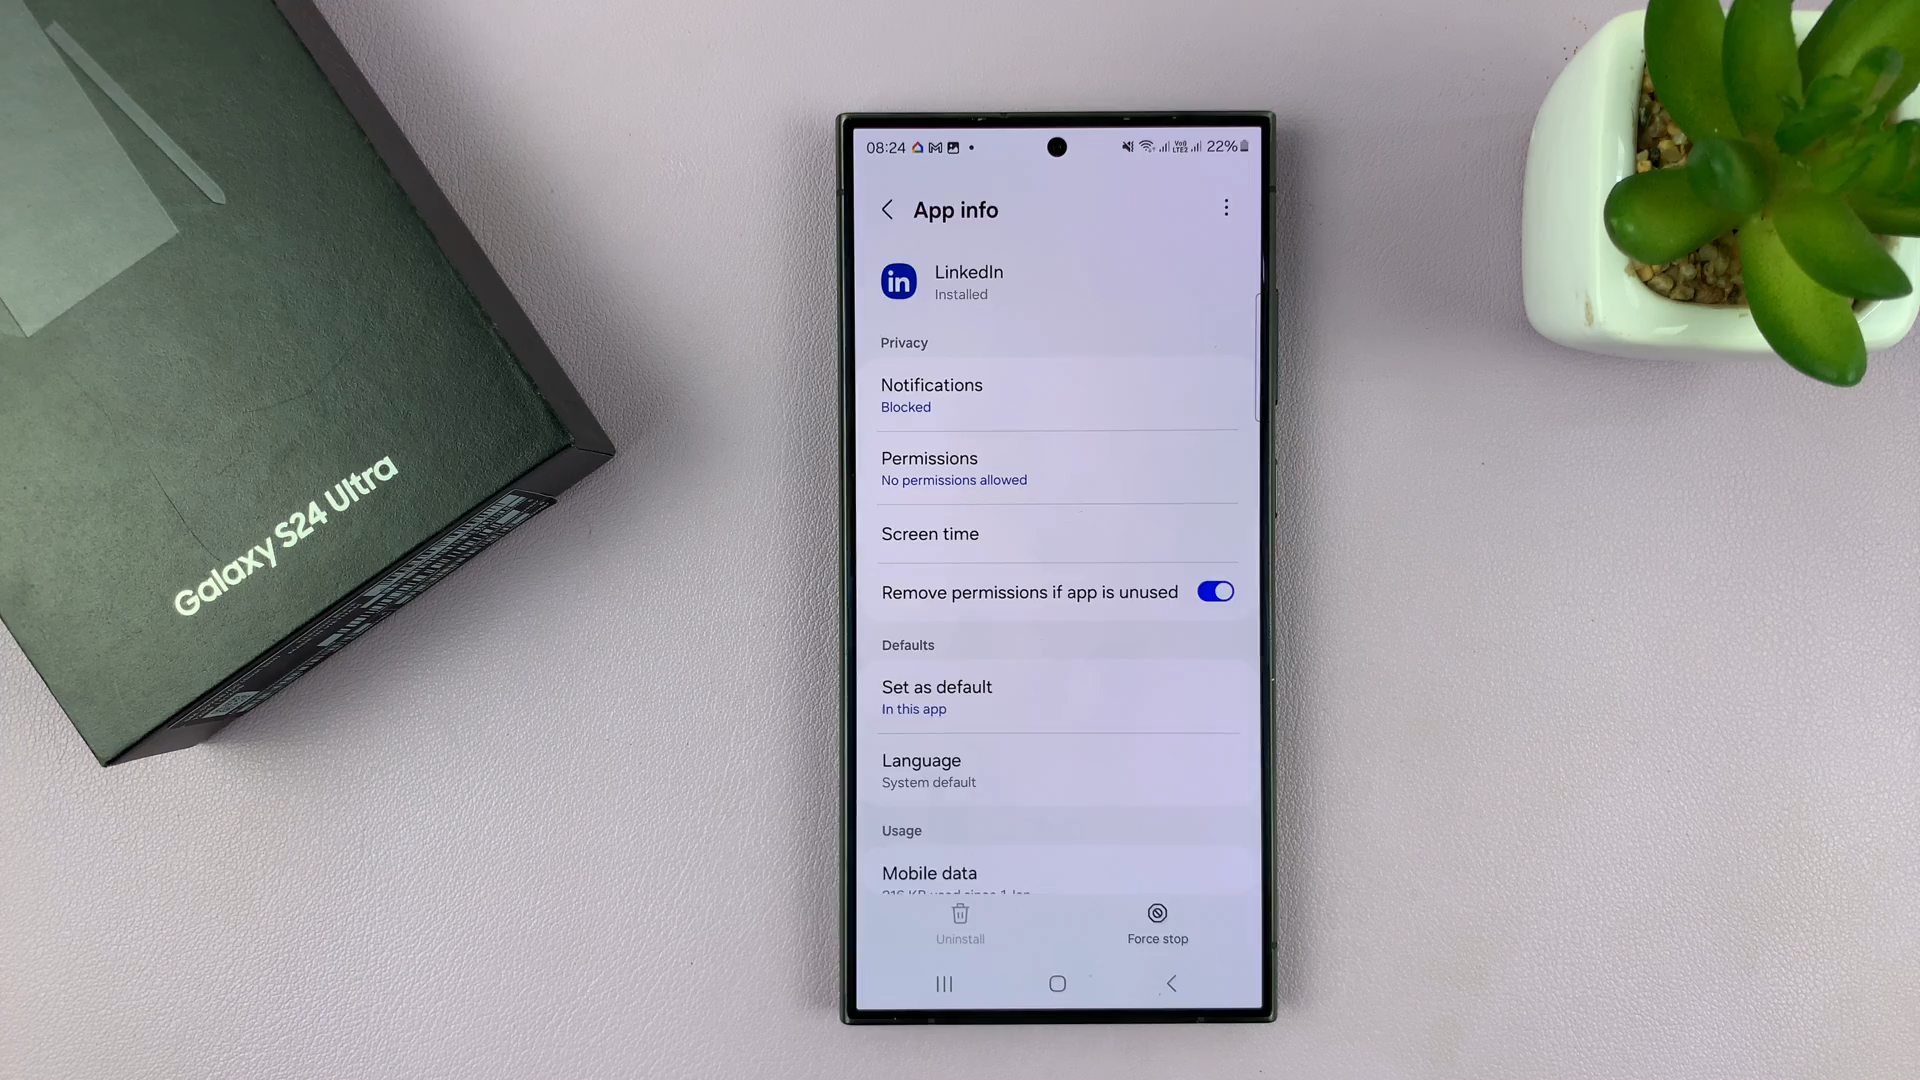 Galaxy S24 Ultra
08:24
22%
App info
in
LinkedIn
Installed
Privacy
Notifications
Blocked
Permissions
No permissions allowed
Screen time
Remove permissions if app is unused
Defaults
Set as default
In this app
Language
System default
Usage
Mobile data
Uninstall
Force stop